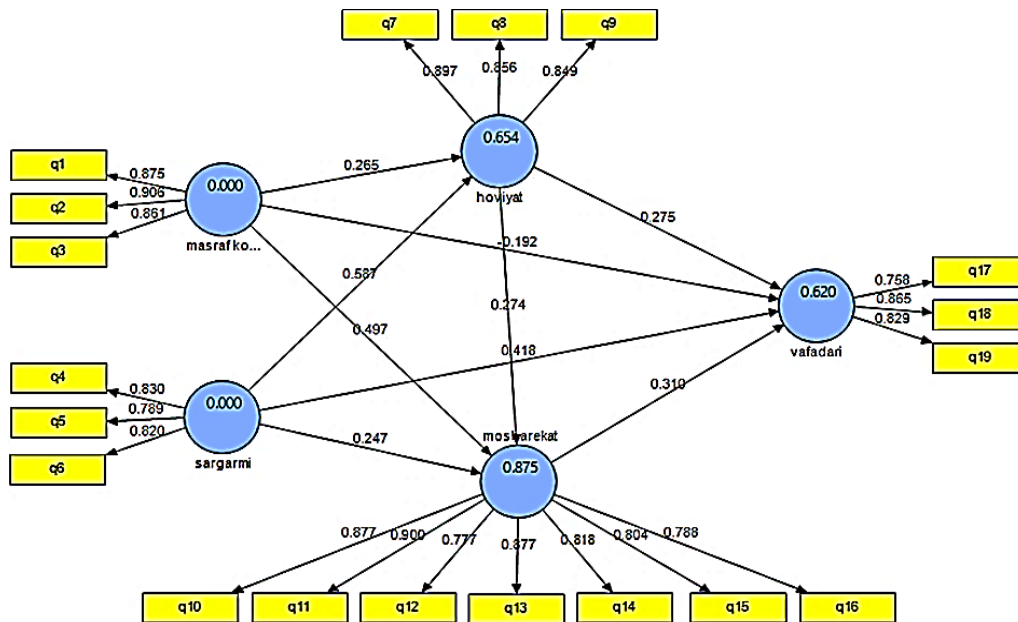 q7 q8 q9
0.897 0.856 0.849
0.654
hoviyat
q1
q2
q3
0.875
0.906
0.861
0.000
masraf ko...
0.265
0.587
0.497
-0.192
0.275
0.274
q4
q5
q6
0.830
0.789
0.820
0.000
sargarmi
0.418
0.247
0.310
0.620
vafadari
0.758
0.865
0.829
q17
q18
q19
mosharekat
0.875
0.877 0.900 0.777 0.877 0.818 0.804 0.788
q10 q11 q12 q13 q14 q15 q16